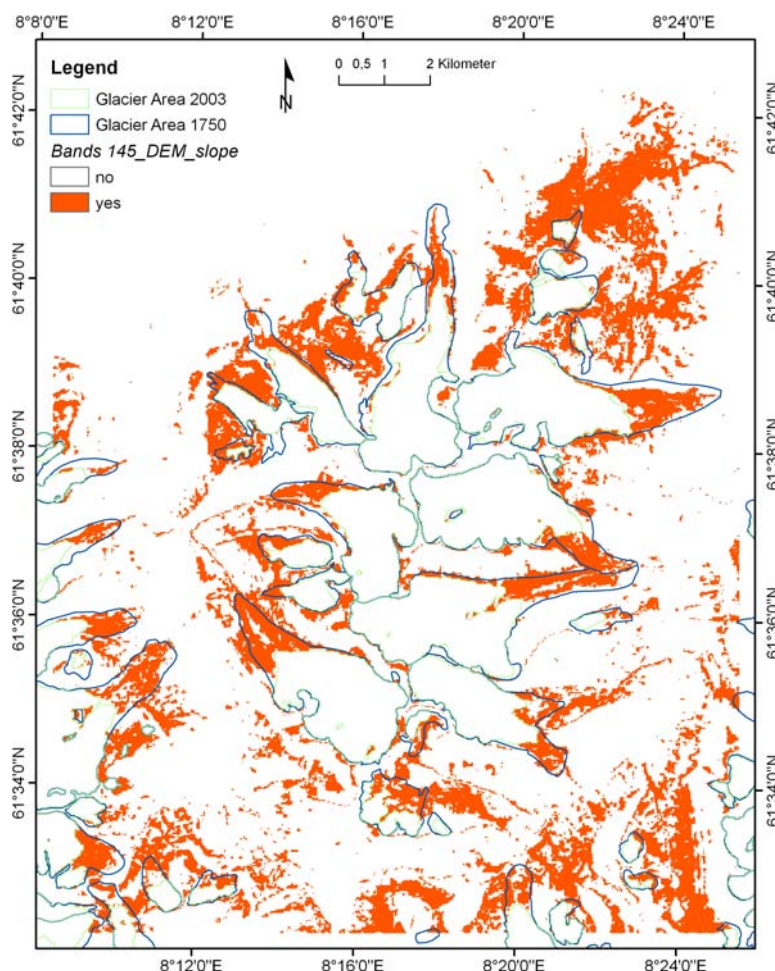 8°8'0"E 8°12'0"E 8°16'0"E 8°20'0"E 8°24'0"E
Legend
Glacier Area 2003
Glacier Area 1750
Bands 145_DEM_slope
no
yes
0 0,5 1 2 Kilometer
N
61°42'0"N
61°40'0"N
61°38'0"N
61°36'0"N
61°34'0"N
61°42'0"N
61°40'0"N
61°38'0"N
61°36'0"N
61°34'0"N
8°12'0"E 8°16'0"E 8°20'0"E 8°24'0"E